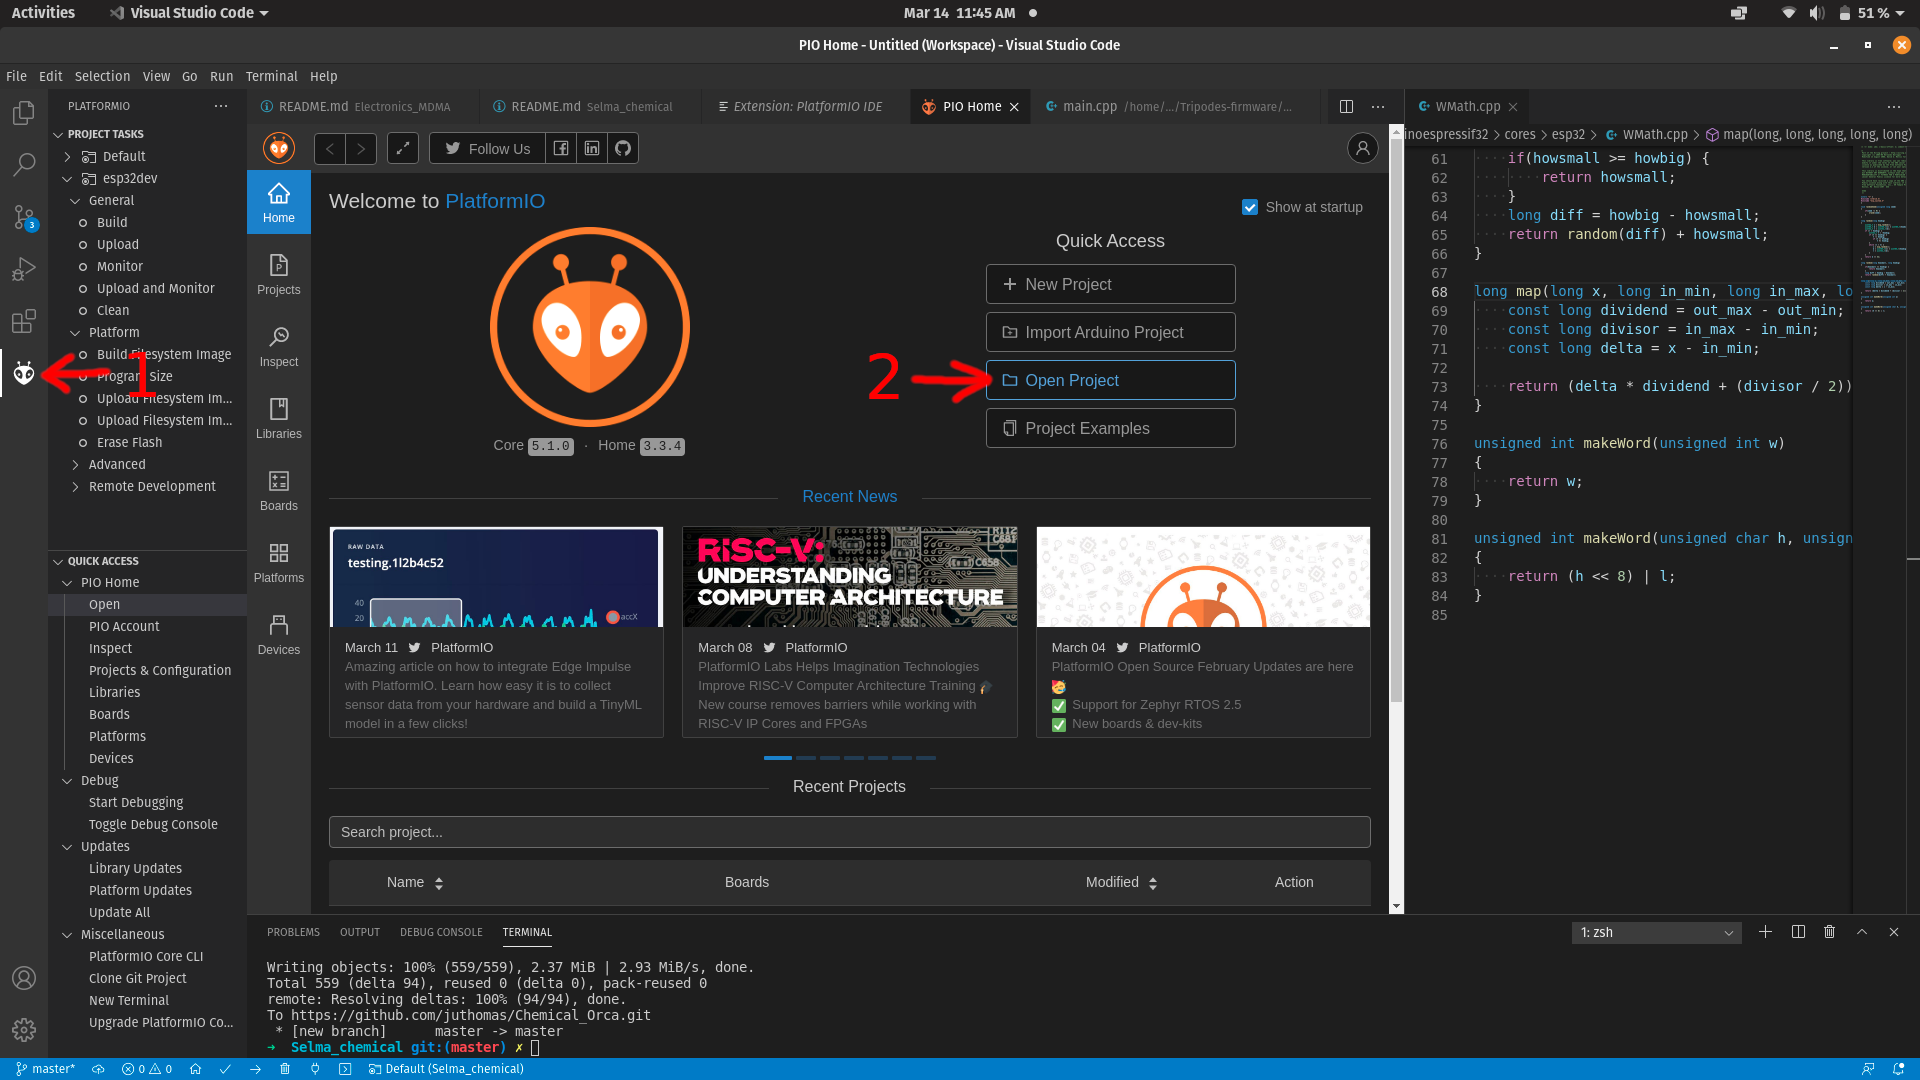 Activities
Visual Studio Code
Mar 14 11:45 AM
51 %
PIO Home - Untitled (Workspace) - Visual Studio Code
File Edit Selection View Go Run Terminal Help
PLATFORMIO
PROJECT TASKS
Default
esp32dev
General
Build
Upload
Monitor
Upload and Monitor
Clean
Platform
Build Filesystem Image
Program Size
Upload Filesystem Im...
Upload Filesystem Im...
Erase Flash
Advanced
Remote Development
3
1
QUICK ACCESS
PIO Home
Open
PIO Account
Inspect
Projects & Configuration
Libraries
Boards
Platforms
Devices
Debug
Start Debugging
Toggle Debug Console
Updates
Library Updates
Platform Updates
Update All
Miscellaneous
PlatformIO Core CLI
Clone Git Project
New Terminal
Upgrade PlatformIO Co...
README.md Electronics_MDMA
README.md Selma_chemical
Extension: PlatformIO IDE
PIO Home
main.cpp /home/.../Tripodes-firmware/...
Follow Us
Home
Projects
Inspect
Libraries
Boards
Platforms
Devices
Welcome to PlatformIO
Show at startup
Core 5.1.0 · Home 3.3.4
Quick Access
New Project
Import Arduino Project
2
Open Project
Project Examples
Recent News
RAW DATA
testing.1l2b4c52
40
20
accX
March 11 PlatformIO
Amazing article on how to integrate Edge Impulse
with PlatformIO. Learn how easy it is to collect
sensor data from your hardware and build a TinyML
model in a few clicks!
RISC-V:
UNDERSTANDING
COMPUTER ARCHITECTURE
R112
C681
C658
March 08 PlatformIO
PlatformIO Labs Helps Imagination Technologies
Improve RISC-V Computer Architecture Training
New course removes barriers while working with
RISC-V IP Cores and FPGAs
March 04 PlatformIO
PlatformIO Open Source February Updates are here
Support for Zephyr RTOS 2.5
New boards & dev-kits
Recent Projects
Search project...
Name Boards Modified Action
WMath.cpp
inoespressif32 > cores > esp32 > WMath.cpp > map(long, long, long, long, long)
61 if(howsmall >= howbig) {
62 return howsmall;
63 }
64 long diff = howbig - howsmall;
65 return random(diff) + howsmall;
66 }
67
68 long map(long x, long in_min, long in_max, lo
69 const long dividend = out_max - out_min;
70 const long divisor = in_max - in_min;
71 const long delta = x - in_min;
72
73 return (delta * dividend + (divisor / 2))
74 }
75
76 unsigned int makeWord(unsigned int w)
77 {
78 return w;
79 }
80
81 unsigned int makeWord(unsigned char h, unsign
82 {
83 return (h << 8) | l;
84 }
85
PROBLEMS OUTPUT DEBUG CONSOLE TERMINAL
1: zsh
Writing objects: 100% (559/559), 2.37 MiB | 2.93 MiB/s, done.
Total 559 (delta 94), reused 0 (delta 0), pack-reused 0
remote: Resolving deltas: 100% (94/94), done.
To https://github.com/juthomas/Chemical_Orca.git
* [new branch] master -> master
➜ Selma_chemical git:(master) ✗
master* 0 0 Default (Selma_chemical)